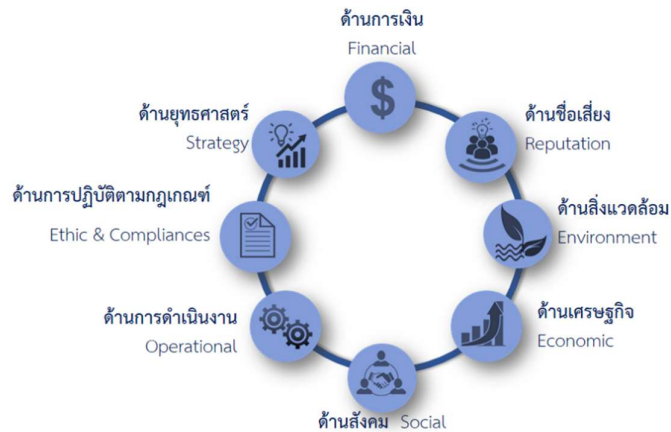 ด้านการเงิน
Financial
ด้านชื่อเสี่ยง
Reputation
ด้านสิ่งแวดล้อม
Environment
ด้านเศรษฐกิจ
Economic
ด้านสังคม Social
ด้านการดำเนินงาน
Operational
ด้านการปฏิบัติตามกฎเกณฑ์
Ethic & Compliances
ด้านยุทธศาสตร์
Strategy